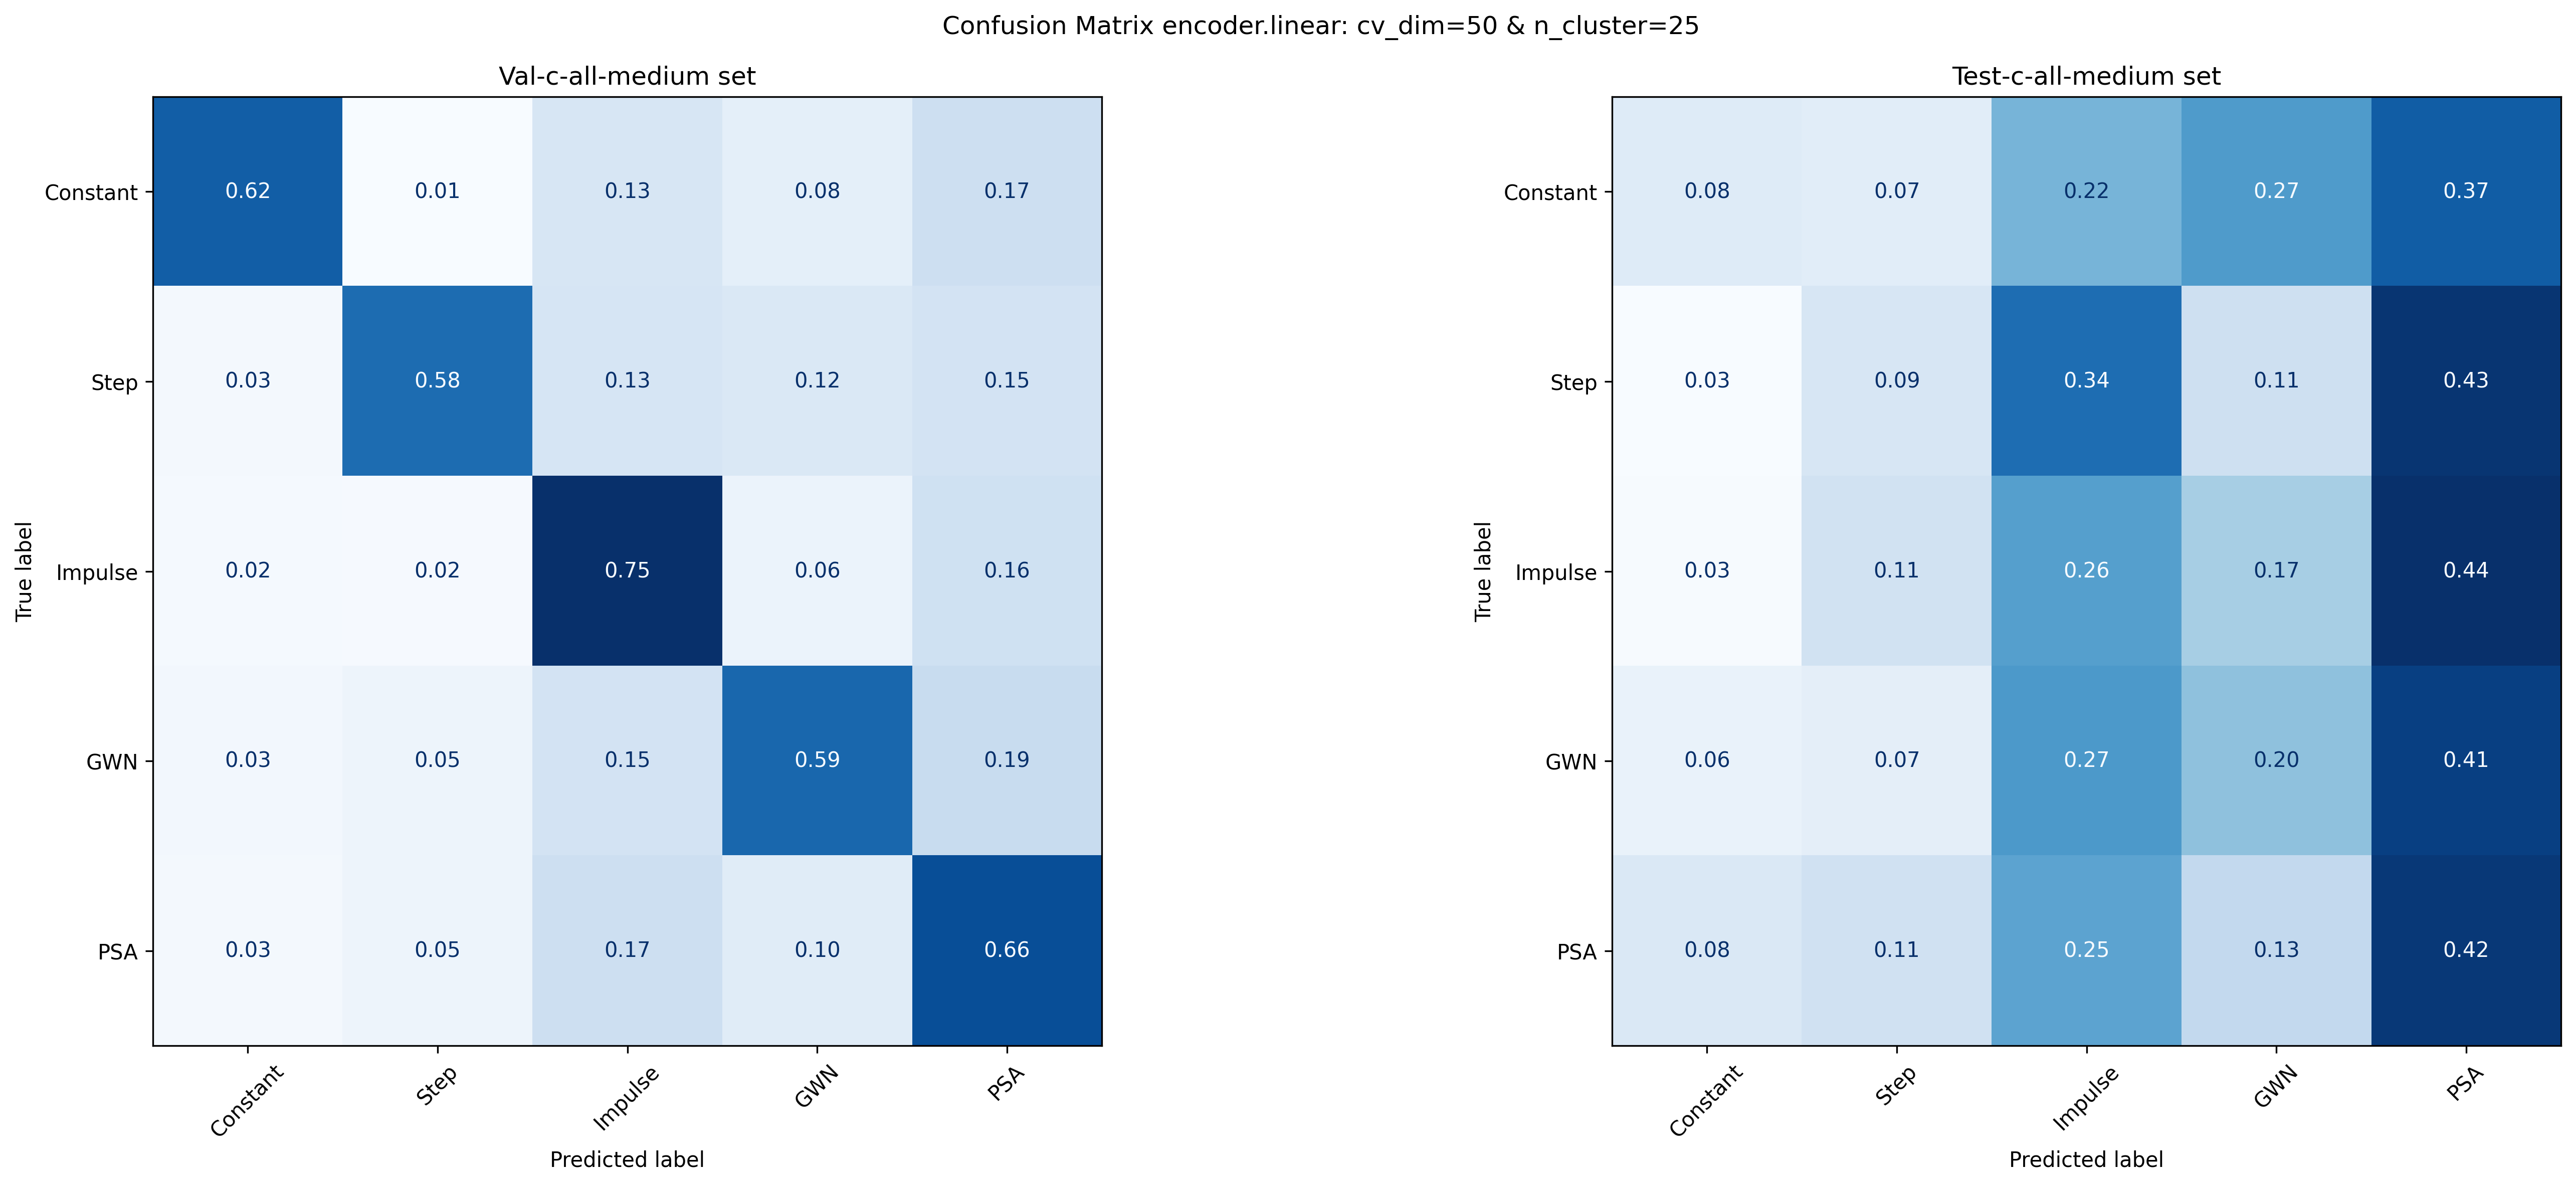 Confusion Matrix encoder.linear: cv_dim=50 & n_cluster=25
Val-c-all-medium set
True label
Constant 0.62 0.01 0.13 0.08 0.17
Step 0.03 0.58 0.13 0.12 0.15
Impulse 0.02 0.02 0.75 0.06 0.16
GWN 0.03 0.05 0.15 0.59 0.19
PSA 0.03 0.05 0.17 0.10 0.66
Constant Step Impulse GWN PSA
Predicted label
Test-c-all-medium set
True label
Constant 0.08 0.07 0.22 0.27 0.37
Step 0.03 0.09 0.34 0.11 0.43
Impulse 0.03 0.11 0.26 0.17 0.44
GWN 0.06 0.07 0.27 0.20 0.41
PSA 0.08 0.11 0.25 0.13 0.42
Constant Step Impulse GWN PSA
Predicted label